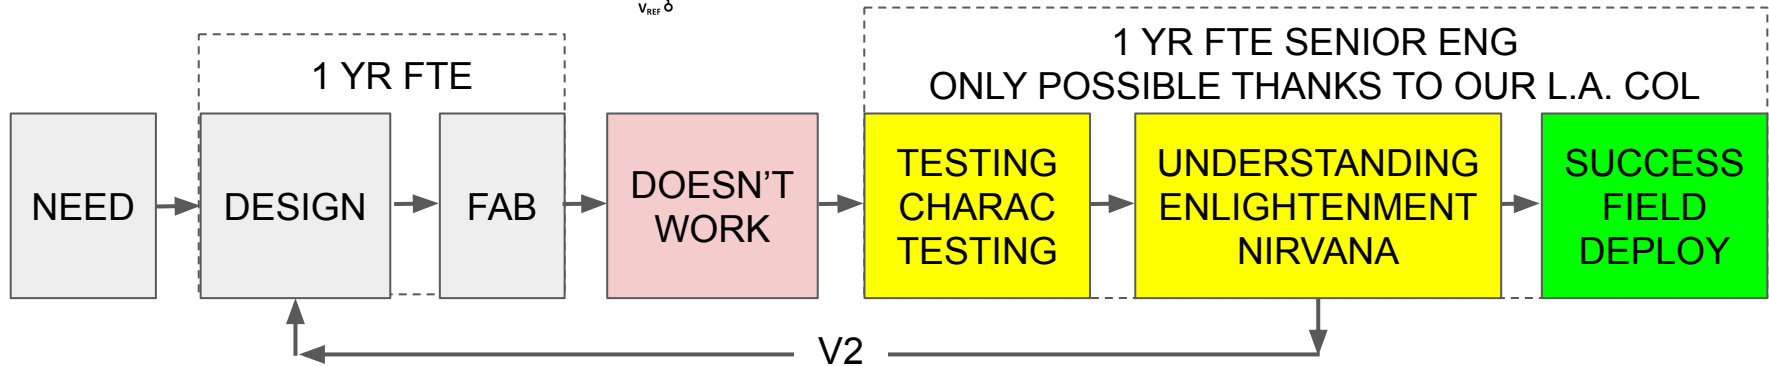 VREF
1 YR FTE
1 YR FTE SENIOR ENG
ONLY POSSIBLE THANKS TO OUR L.A. COL
NEED
DESIGN
FAB
DOESN'T
WORK
TESTING
CHARAC
TESTING
UNDERSTANDING
ENLIGHTENMENT
NIRVANA
SUCCESS
FIELD
DEPLOY
V2